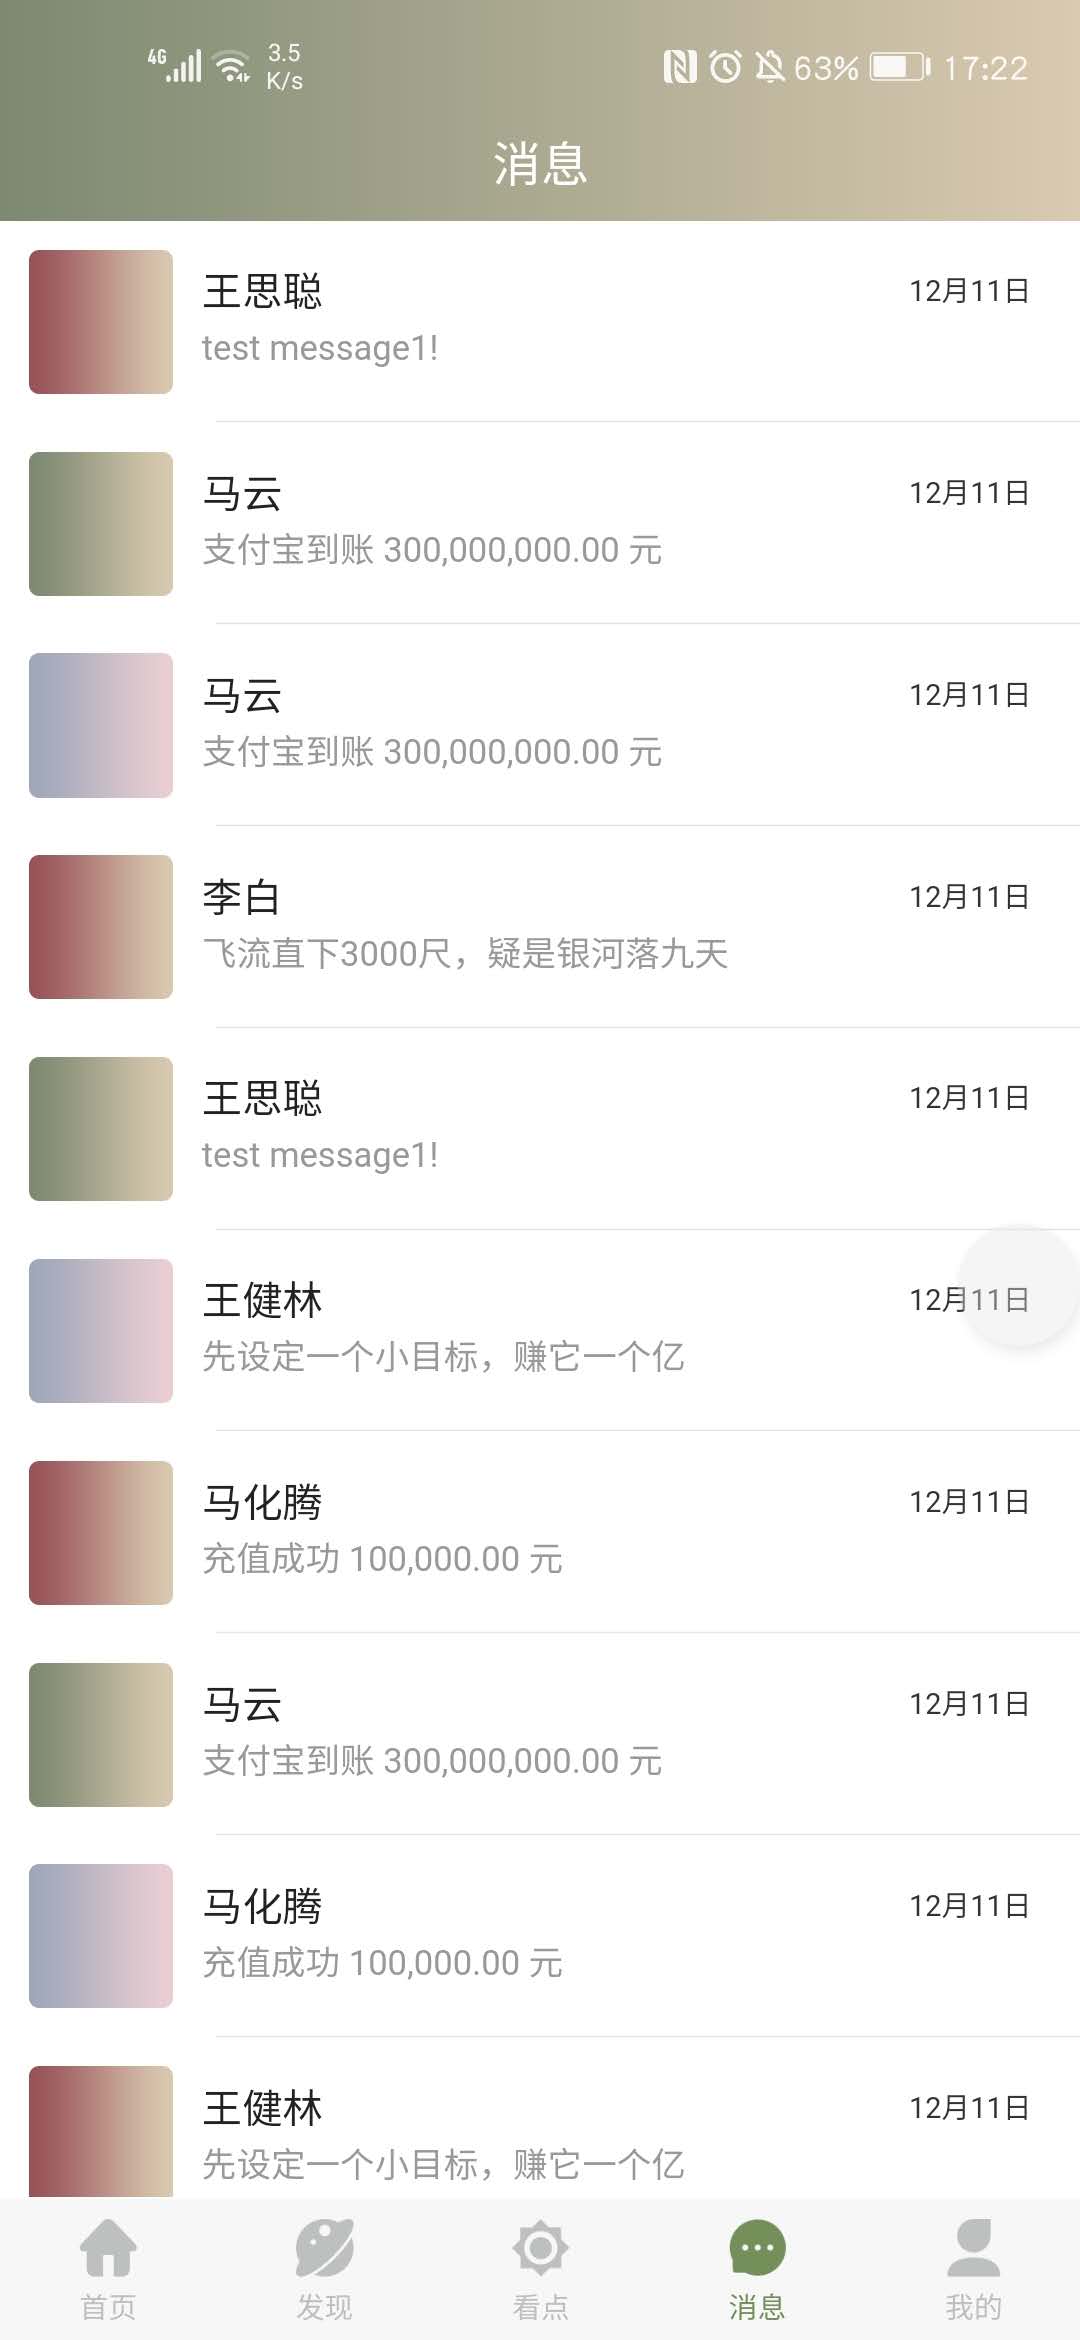 4G 3.5 K/s 63% 17:22
消息
王思聪 12月11日
test message1!
马云 12月11日
支付宝到账 300,000,000.00 元
马云 12月11日
支付宝到账 300,000,000.00 元
李白 12月11日
飞流直下3000尺，疑是银河落九天
王思聪 12月11日
test message1!
王健林 12月11日
先设定一个小目标，赚它一个亿
马化腾 12月11日
充值成功 100,000.00 元
马云 12月11日
支付宝到账 300,000,000.00 元
马化腾 12月11日
充值成功 100,000.00 元
王健林 12月11日
先设定一个小目标，赚它一个亿
首页 发现 看点 消息 我的